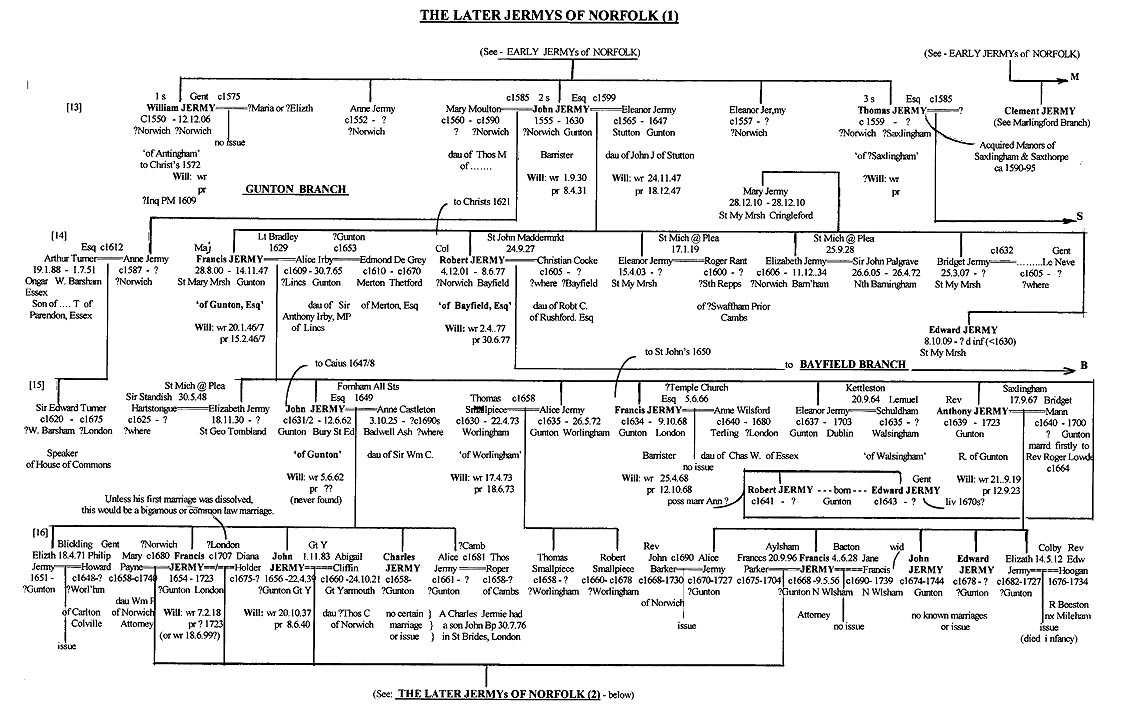 THE LATER JERMYS OF NORFOLK (1)
(See - EARLY JERMYs of NORFOLK)
(See - EARLY JERMYs of NORFOLK)
M
[13]
1 s Gent c1575
William JERMY ?Maria or ?Elizth
C1550 - 12.12.06
?Norwich ?Norwich
no issue
'of Antingham'
to Christ's 1572
Will: wr
pr
?Inq PM 1609
Anne Jermy
c1552 - ?
?Norwich
c1585 2 s Esq c1599
Mary Moulton John JERMY Eleanor Jermy
c1560 - c1590 1555 - 1630 c1565 - 1647
? ?Norwich ?Norwich Gunton Stutton Gunton
dau of Thos M
of .......
Barrister
Will: wr 1.9.30
pr 8.4.31
dau of John J of Stutton
Will: wr 24.11.47
pr 18.12.47
Eleanor Jer,my
c1557 - ?
?Norwich
3 s Esq c1585
Thomas JERMY ?
c 1559 - ?
?Norwich ?Saxlingham
'of ?Saxlingham'
?Will: wr
pr
Acquired Manors of
Saxlingham & Saxthorpe
ca 1590-95
Clement JERMY
(See Marlingford Branch)
GUNTON BRANCH
to Christs 1621
Mary Jermy
28.12.10 - 28.12.10
St My Mrsh Cringleford
S
[14]
Esq c1612
Arthur Turner Anne Jermy
19.1.88 - 1.7.51 c1587 - ?
Ongar W. Barsham ?Norwich
Essex
Son of .... T of
Parendon, Essex
Lt Bradley ?Gunton
Maj 1629 c1653
Francis JERMY Alice Irby Edmond De Grey
28.8.00 - 14.11.47 c1609 - 30.7.65 c1610 - c1670
St Mary Mrsh Gunton ?Lincs Gunton Merton Thetford
'of Gunton, Esq'
Will: wr 20.1.46/7
pr 15.2.46/7
dau of Sir
Anthony Irby, MP
of Lincs
of Merton, Esq
St John Maddermrkt
Col 24.9.27
Robert JERMY Christian Cocke
4.12.01 - 8.6.77 c1605 - ?
?Norwich Bayfield ?where ?Bayfield
'of Bayfield, Esq'
Will: wr 2.4..77
pr 30.6.77
dau of Robt C.
of Rushford. Esq
St Mich @ Plea
17.1.19
Eleanor Jermy Roger Rant
15.4.03 - ? c1600 - ?
St My Mrsh ?Sth Repps
of ?Swaffham Prior
Cambs
St Mich @ Plea
25.9.28
Elizabeth Jermy Sir John Palgrave
c1606 - 11.12..34 26.6.05 - 26.4.72
?Norwich Barn'ham Nth Barningham
c1632 Gent
Bridget Jermy ........Le Neve
25.3.07 - ? c1605 - ?
St My Mrsh ?where
Edward JERMY
8.10.09 - ? d inf (<1630)
St My Mrsh
to BAYFIELD BRANCH B
to Caius 1647/8
to St John's 1650
[15]
Sir Edward Turner
c1620 - c1675
?W. Barsham ?London
Speaker
of House of Commons
St Mich @ Plea
Sir Standish 30.5.48
Hartstongue Elizabeth Jermy
c1625 - ? 18.11.30 - ?
?where St Geo Tombland
Fornham All Sts
Esq 1649
John JERMY Anne Castleton
c1631/2 - 12.6.62 3.10.25 - ?c1690s
Gunton Bury St Ed Badwell Ash ?where
'of Gunton'
Will: wr 5.6.62
pr ??
(never found)
dau of Sir Wm C.
Thomas c1658
Smallpiece Alice Jermy
c1630 - 22.4.73 c1635 - 26.5.72
Worlingham Gunton Worlingham
'of Worlingham'
Will: wr 17.4.73
pr 18.6.73
?Temple Church
Esq 5.6.66
Francis JERMY Anne Wilsford
c1634 - 9.10.68 c1640 - 1680
Gunton London Terling ?London
Barrister
no issue
dau of Chas W. of Essex
Will: wr 25.4.68
pr 12.10.68
poss marr Ann ?
Kettleston
20.9.64 Lemuel
Eleanor Jermy Schuldham
c1637 - 1703 c1635 - ?
Gunton Dublin Walsingham
'of Walsingham'
Saxlingham
Rev 17.9.67 Bridget
Anthony JERMY Mann
c1639 - 1723 c1640 - 1700
Gunton ? Gunton
R. of Gunton
Will: wr 21..9.19
pr 12.9.23
marrd firstly to
Rev Roger Lowde
c1664
Gent
Robert JERMY --- born --- Edward JERMY
c1641 - ? Gunton c1643 - ? liv 1670s?
Unless his first marriage was dissolved,
this would be a bigamous or common law marriage.
[16]
Blickling Gent
Elizth 18.4.71 Philip
Jermy Howard
1651 - c1648-?
?Gunton ?Worl'hm
of Carlton
Colville
issue
?Norwich ?London
Mary c1680 Francis c1707 Diana
Payne JERMY Holder
c1658-c1740 1654 - 1723 c1675-?
?Gunton London
dau Wm P
of Norwich
Attorney
Will: wr 7.2.18
pr ? 1723
(or wr 18.6.99?)
Gt Y
John 1.11.83 Abigail
JERMY Cliffin
1656 -22.4.39 c1660 -24.10.21
?Gunton Gt Y Gt Yarmouth
Will: wr 20.10.37
pr 8.6.40
dau ?Thos C
of Norwich
Charles
JERMY
c1658-
?Gunton
no certain }
marriage }
or issue }
A Charles Jermie had
a son John Bp 30.7.76
in St Brides, London
?Camb
Alice c1681 Thos
Jermy Roper
c1661 - ? c1658-?
?Gunton of Cambs
Thomas
Smallpiece
c1658 - ?
?Worlingham
Robert
Smallpiece
c1660- c1678
?Worlingham
Rev
John c1690 Alice
Barker Jermy
c1668-1730 c1670-1727
of Norwich ?Gunton
issue
Aylsham Bacton wid
Frances 20.9.96 Francis 4..6.28 Jane
Parker JERMY Francis
c1675-1704 c1668 -9.5.56 c1690 - 1739
?Gunton N Wlsham N Wlsham
Attorney
no issue
John
JERMY
c1674-1744
Gunton
Edward
JERMY
c1678 - ?
?Gunton
no known marriages
or issue
Colby Rev
Elizath 14.5.12 Edw
Jermy Hoogan
c1682-1727 1676-1734
?Gunton
R Beeston
nx Mileham
issue
(died i nfancy)
(See: THE LATER JERMYS OF NORFOLK (2) - below)